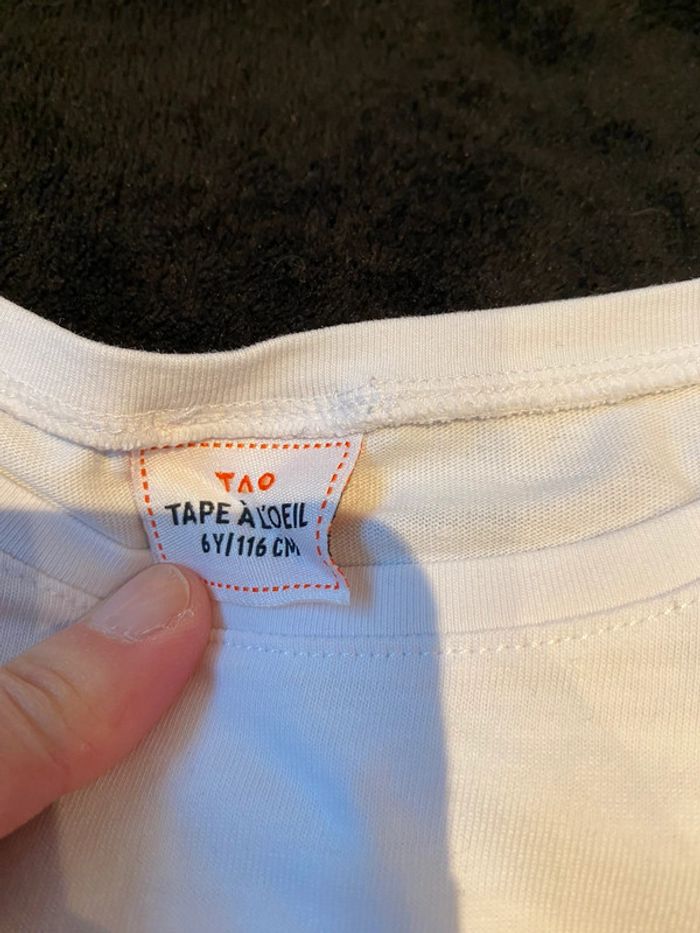 TAO
TAPE À L'OEIL
6Y/116 CM